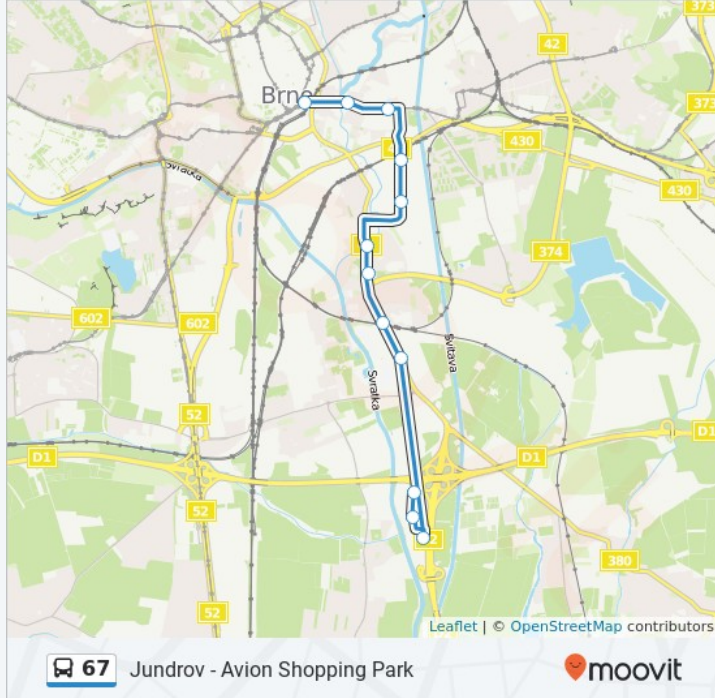 373
42
Brno
373
430
430
Svratka
374
602
602
Svitava
Svratka
52
D1
D1
D1
52
380
52
Leaflet | © OpenStreetMap contributors
67 Jundrov - Avion Shopping Park
moovit